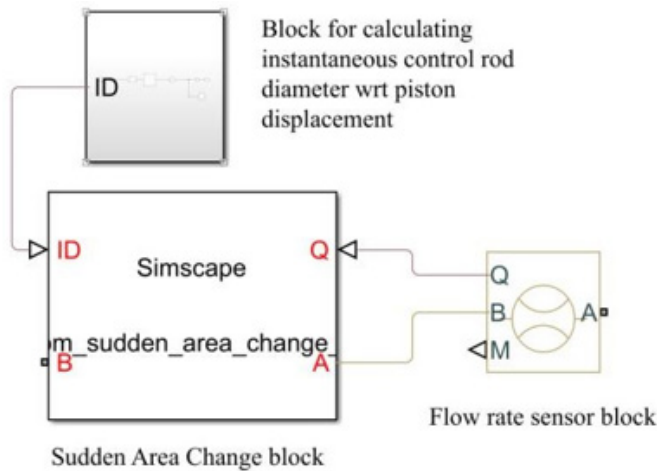 Block for calculating
instantaneous control rod
diameter wrt piston
displacement
ID
ID
Simscape
Q
om_sudden_area_change_
B
A
Q
B
A
M
Flow rate sensor block
Sudden Area Change block